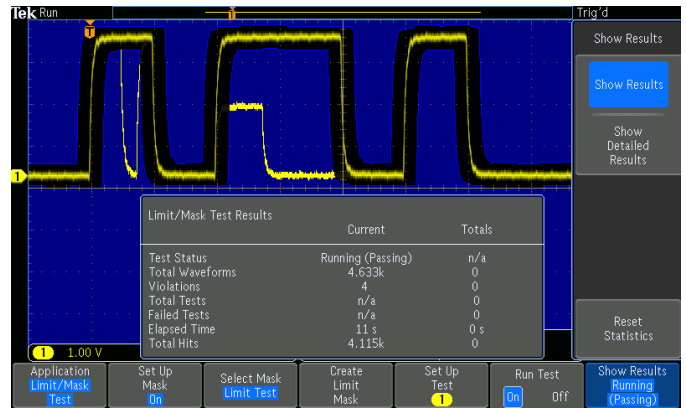 Tek Run
Trig'd
T
T
Show Results
Show Results
Show
Detailed
Results
1
Limit/Mask Test Results
Current Totals
Test Status Running (Passing) n/a
Total Waveforms 4.633k 0
Violations 4 0
Total Tests n/a 0
Failed Tests n/a 0
Elapsed Time 11 s 0 s
Total Hits 4.115k 0
Reset
Statistics
1 1.00 V
Application
Limit/Mask
Test
Set Up
Mask
On
Select Mask
Limit Test
Create
Limit
Mask
Set Up
Test
1
Run Test
On Off
Show Results
Running
(Passing)